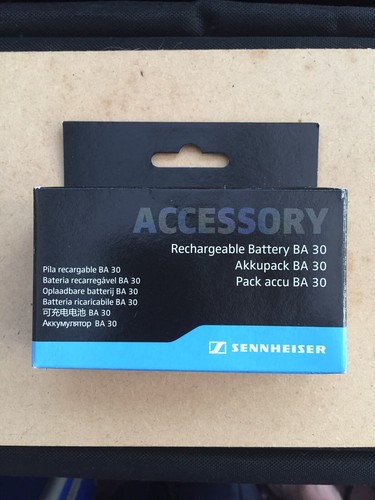 ACCESSORY
Rechargeable Battery BA 30
Akkupack BA 30
Pack accu BA 30
Pila recargable BA 30
Bateria recarregável BA 30
Oplaadbare batterij BA 30
Batteria ricaricabile BA 30
可充电电池 BA 30
Аккумулятор BA 30
SENNHEISER